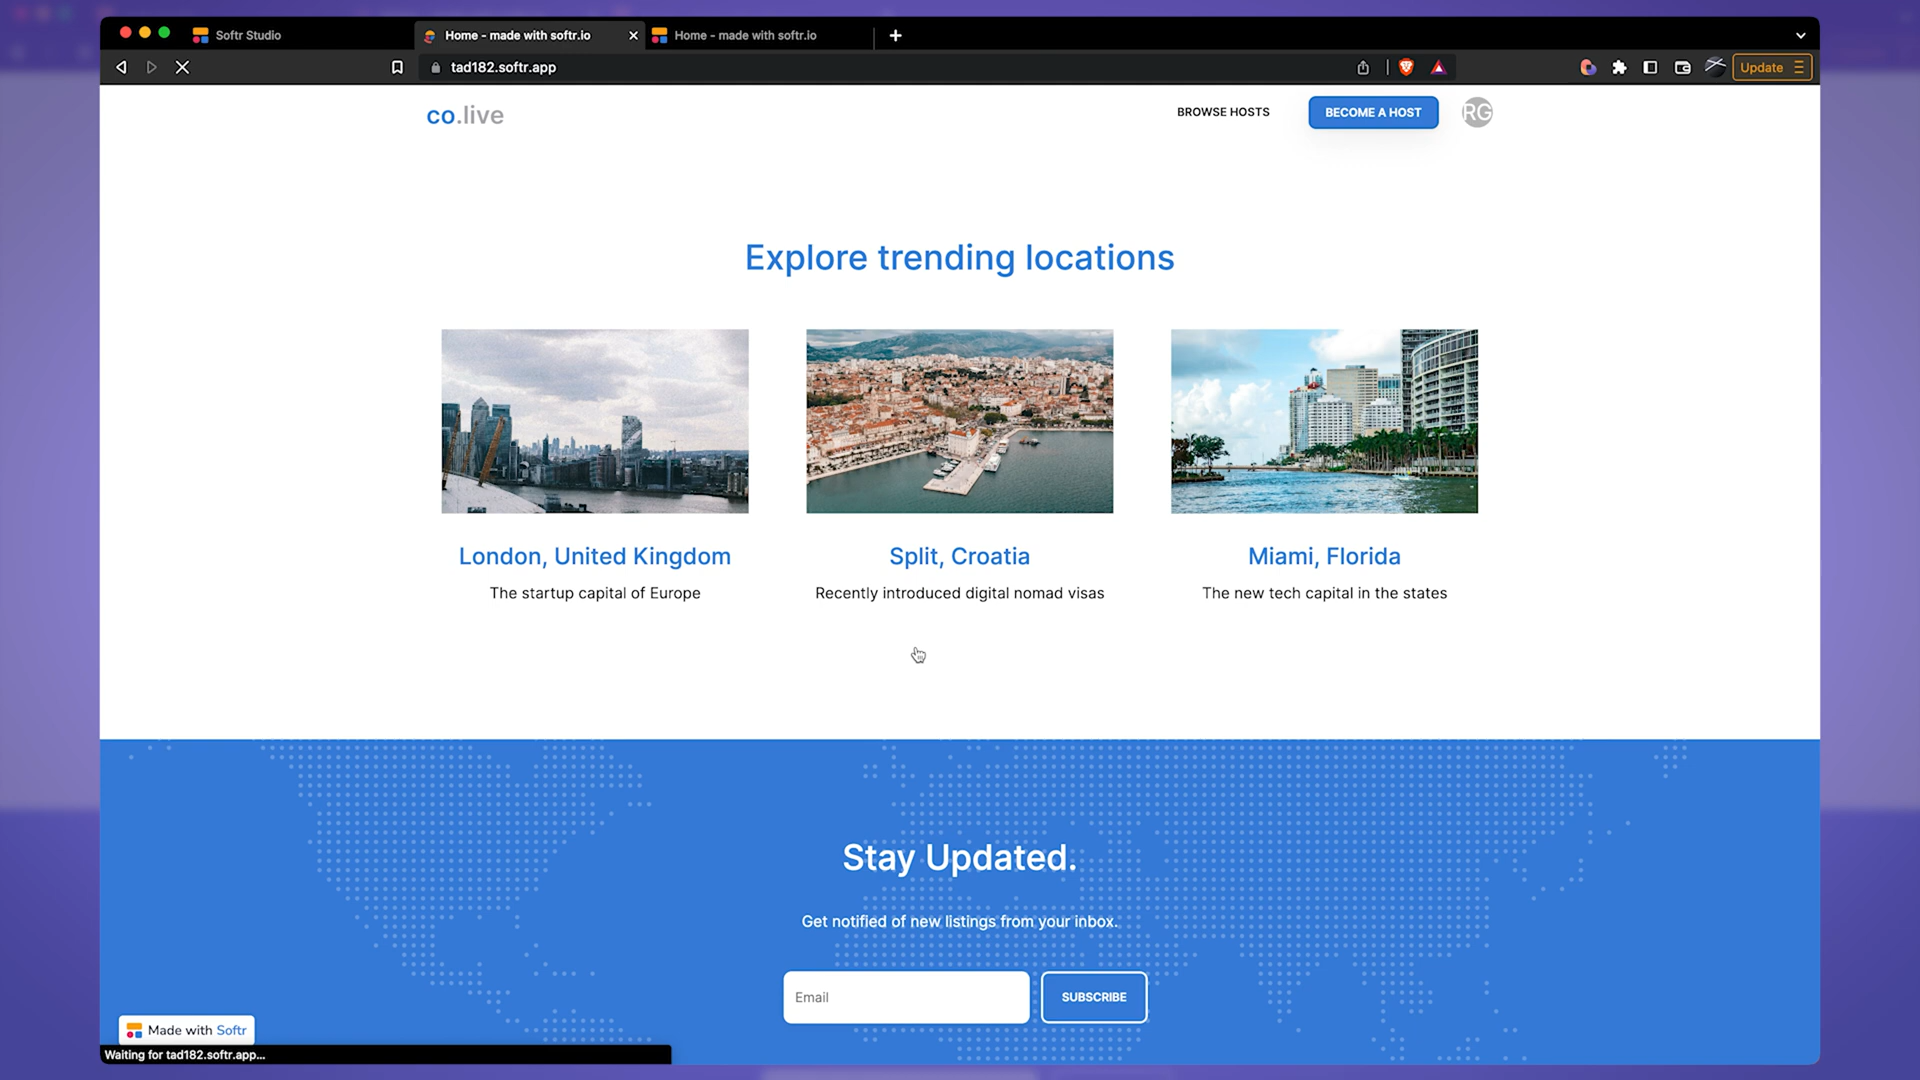 Softr Studio
Home - made with softr.io
Home - made with softr.io
tad182.softr.app
Update
co.live
BROWSE HOSTS
BECOME A HOST
RG
Explore trending locations
London, United Kingdom
The startup capital of Europe
Split, Croatia
Recently introduced digital nomad visas
Miami, Florida
The new tech capital in the states
Stay Updated.
Get notified of new listings from your inbox.
Email
SUBSCRIBE
Made with Softr
Waiting for tad182.softr.app...